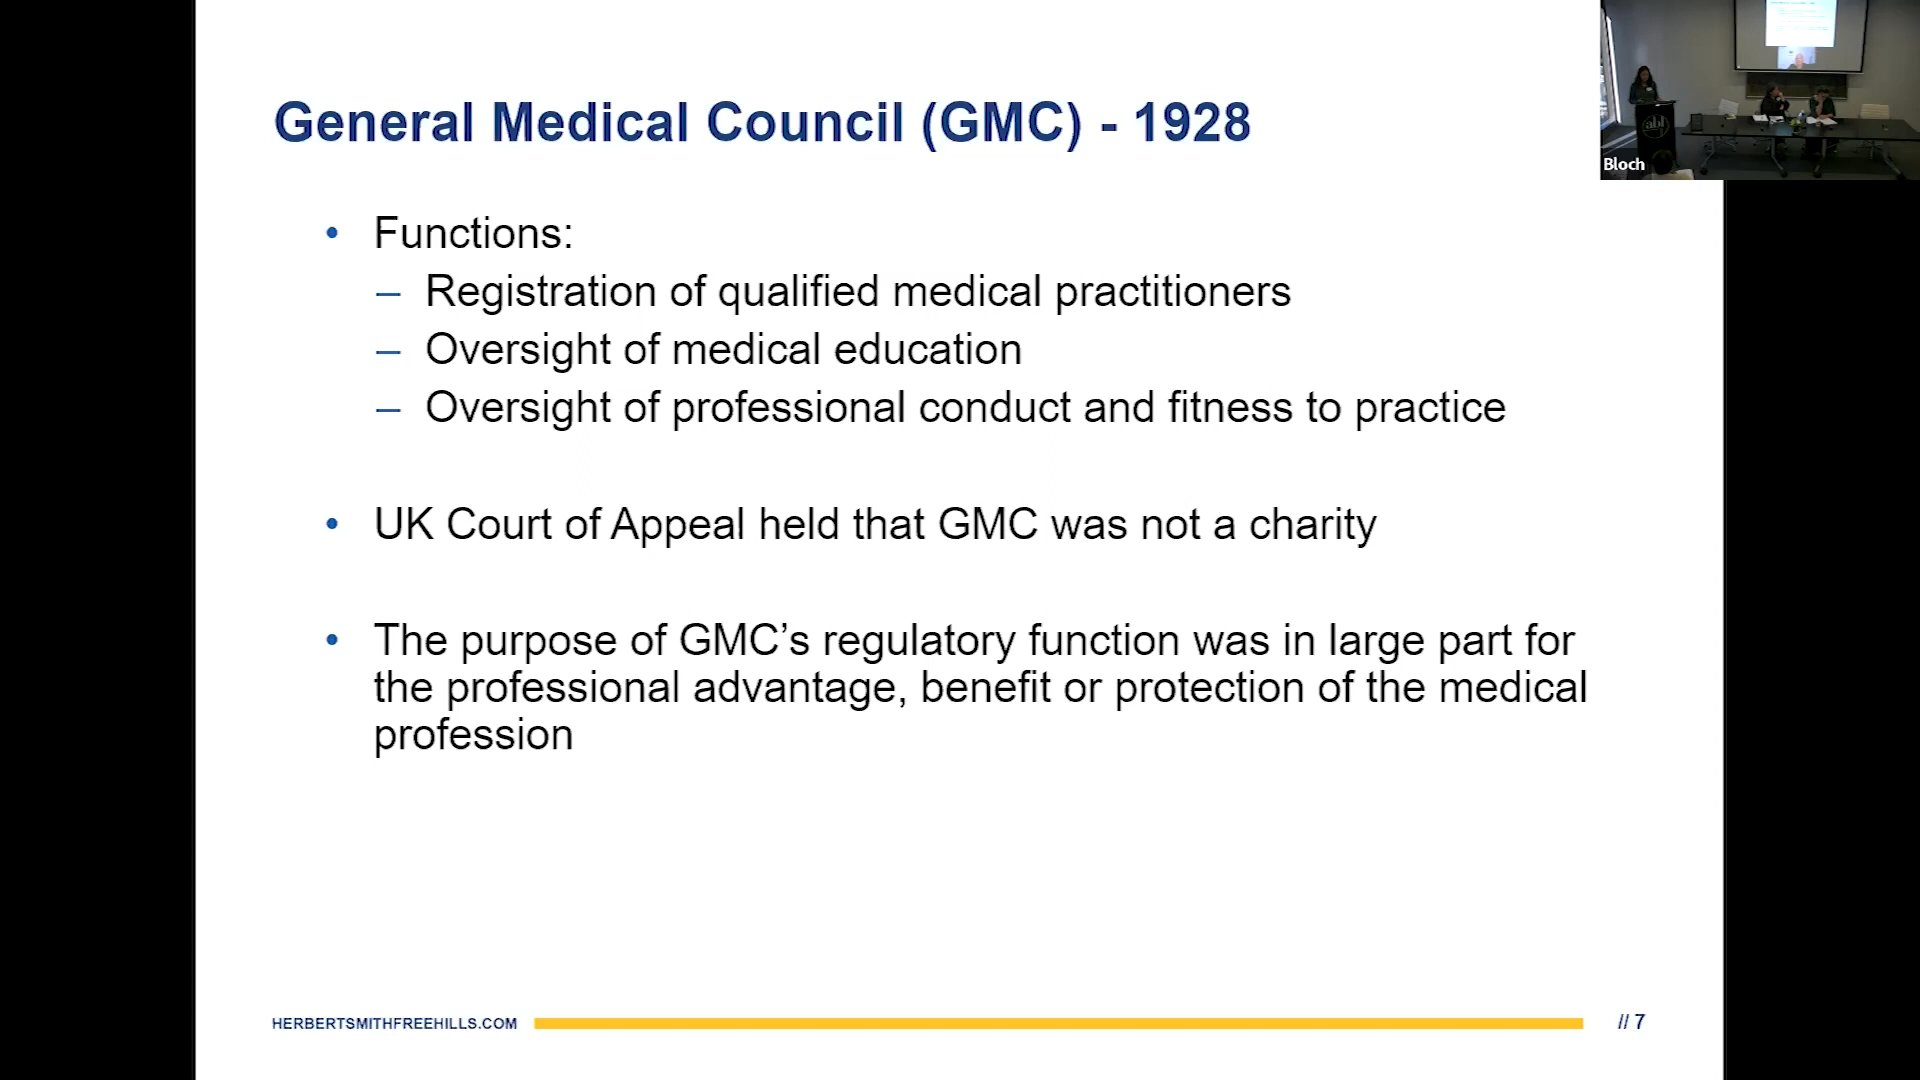 General Medical Council (GMC) - 1928
Bloch
• Functions:
– Registration of qualified medical practitioners
– Oversight of medical education
– Oversight of professional conduct and fitness to practice
• UK Court of Appeal held that GMC was not a charity
• The purpose of GMC’s regulatory function was in large part for
the professional advantage, benefit or protection of the medical
profession
HERBERTSMITHFREEHILLS.COM
// 7